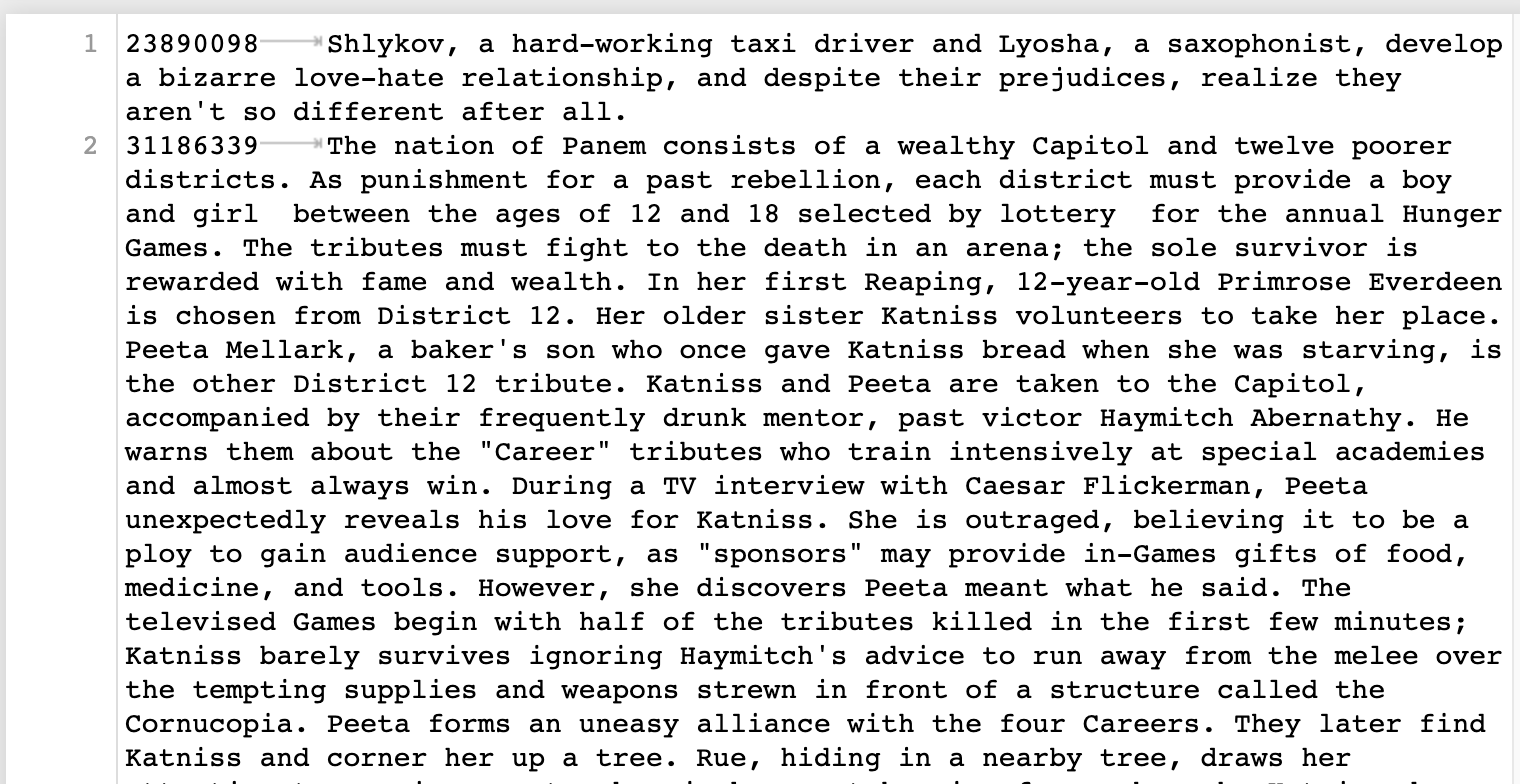 1 23890098 Shlykov, a hard-working taxi driver and Lyosha, a saxophonist, develop
a bizarre love-hate relationship, and despite their prejudices, realize they
aren't so different after all.
2 31186339 The nation of Panem consists of a wealthy Capitol and twelve poorer
districts. As punishment for a past rebellion, each district must provide a boy
and girl  between the ages of 12 and 18 selected by lottery  for the annual Hunger
Games. The tributes must fight to the death in an arena; the sole survivor is
rewarded with fame and wealth. In her first Reaping, 12-year-old Primrose Everdeen
is chosen from District 12. Her older sister Katniss volunteers to take her place.
Peeta Mellark, a baker's son who once gave Katniss bread when she was starving, is
the other District 12 tribute. Katniss and Peeta are taken to the Capitol,
accompanied by their frequently drunk mentor, past victor Haymitch Abernathy. He
warns them about the "Career" tributes who train intensively at special academies
and almost always win. During a TV interview with Caesar Flickerman, Peeta
unexpectedly reveals his love for Katniss. She is outraged, believing it to be a
ploy to gain audience support, as "sponsors" may provide in-Games gifts of food,
medicine, and tools. However, she discovers Peeta meant what he said. The
televised Games begin with half of the tributes killed in the first few minutes;
Katniss barely survives ignoring Haymitch's advice to run away from the melee over
the tempting supplies and weapons strewn in front of a structure called the
Cornucopia. Peeta forms an uneasy alliance with the four Careers. They later find
Katniss and corner her up a tree. Rue, hiding in a nearby tree, draws her